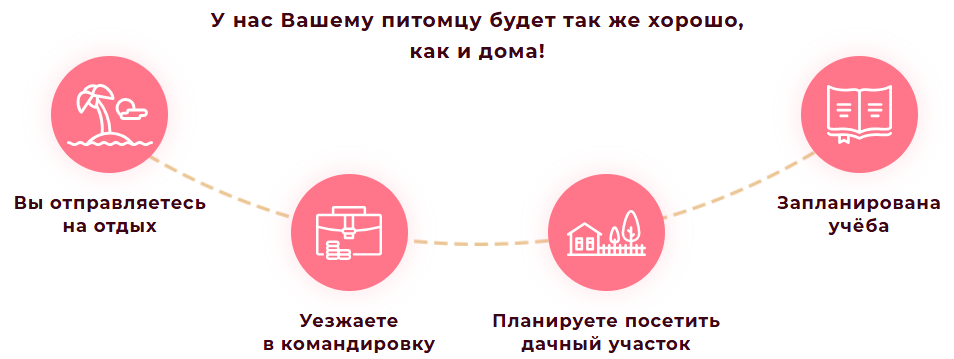 У нас Вашему питомцу будет так же хорошо,
как и дома!
Вы отправляетесь
на отдых
Уезжаете
в командировку
Планируете посетить
дачный участок
Запланирована
учёба